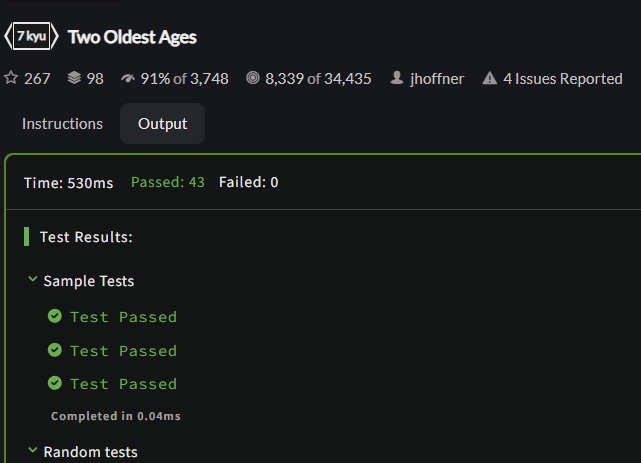 7 kyu Two Oldest Ages
267 98 91% of 3,748 8,339 of 34,435 jhoffner 4 Issues Reported
Instructions Output
Time: 530ms Passed: 43 Failed: 0
Test Results:
Sample Tests
Test Passed
Test Passed
Test Passed
Completed in 0.04ms
Random tests